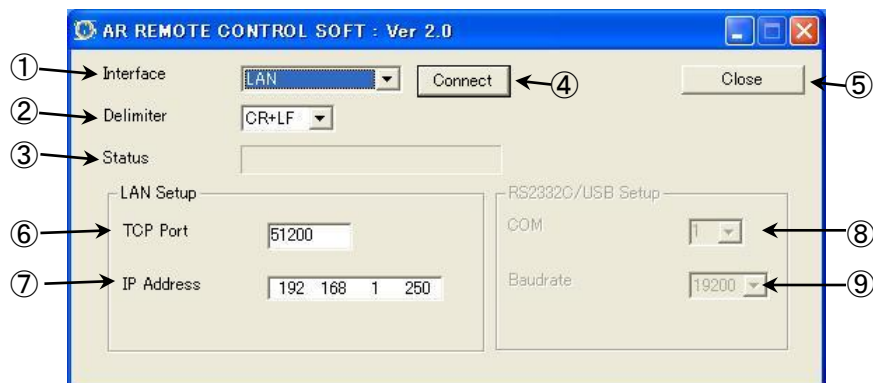 AR REMOTE CONTROL SOFT : Ver 2.0
① Interface LAN Connect ④ Close ⑤
② Delimiter CR+LF
③ Status
LAN Setup RS2332C/USB Setup
⑥ TCP Port 51200 COM 1 ⑧
⑦ IP Address 192 168 1 250 Baudrate 19200 ⑨